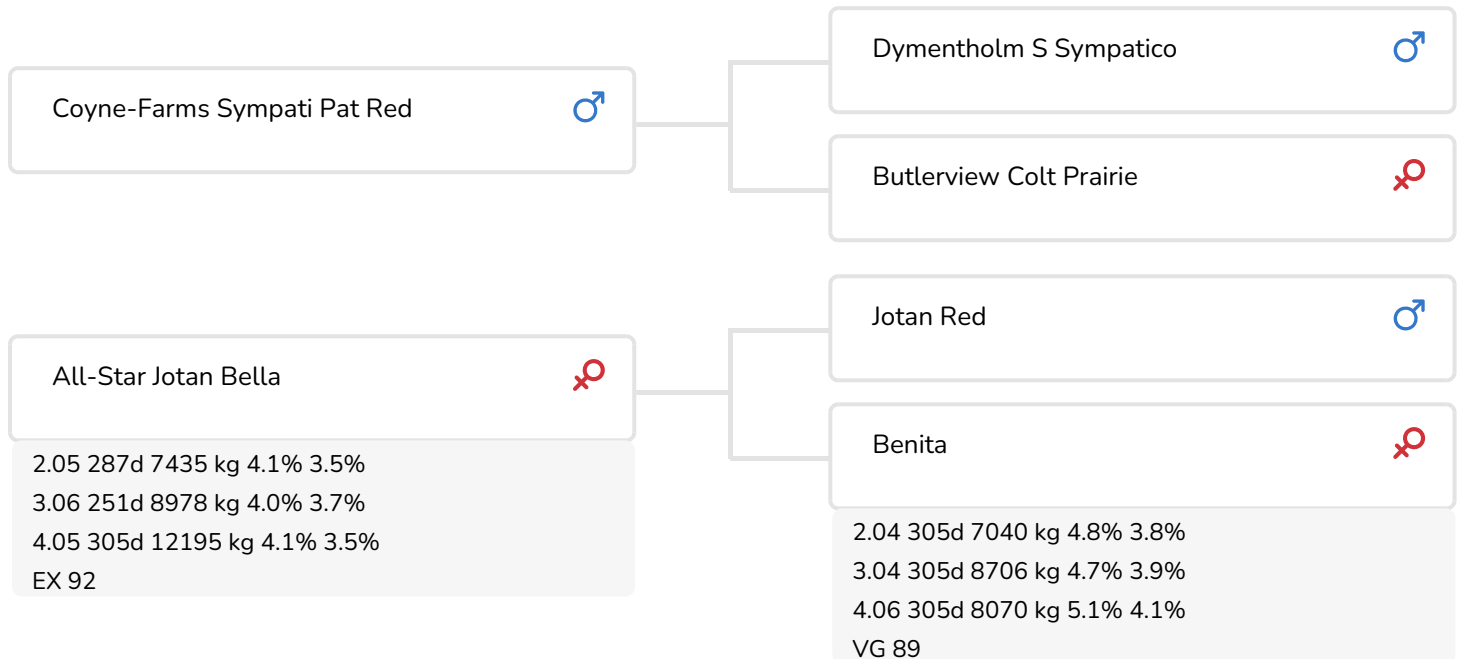 Coyne-Farms Sympati Pat Red
Dymentholm S Sympatico
Butlerview Colt Prairie
All-Star Jotan Bella
2.05 287d 7435 kg 4.1% 3.5%
3.06 251d 8978 kg 4.0% 3.7%
4.05 305d 12195 kg 4.1% 3.5%
EX 92
Jotan Red
Benita
2.04 305d 7040 kg 4.8% 3.8%
3.04 305d 8706 kg 4.7% 3.9%
4.06 305d 8070 kg 5.1% 4.1%
VG 89